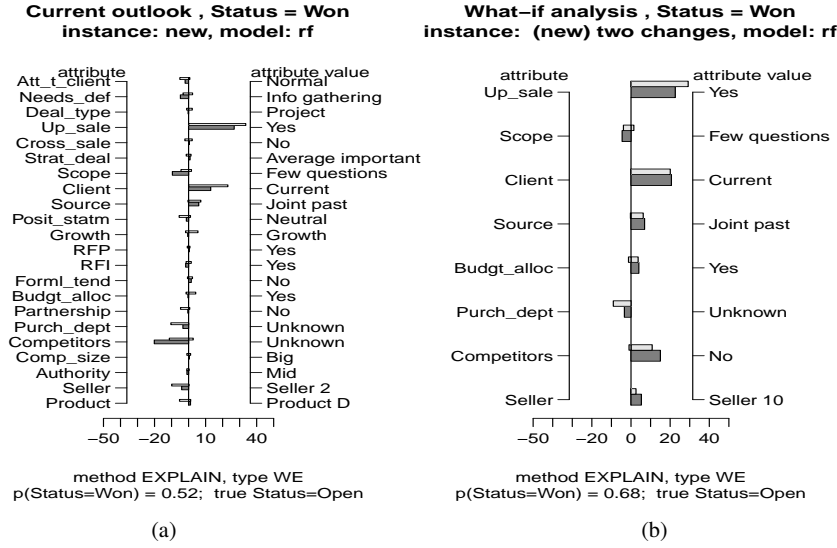 Current outlook , Status = Won
instance: new, model: rf
attribute
attribute value
Att_t_client
Normal
Needs_def
Info gathering
Deal_type
Project
Up_sale
Yes
Cross_sale
No
Strat_deal
Average important
Scope
Few questions
Client
Current
Source
Joint past
Posit_statm
Neutral
Growth
Growth
RFP
Yes
RFI
Yes
Forml_tend
No
Budgt_alloc
Yes
Partnership
No
Purch_dept
Unknown
Competitors
Unknown
Comp_size
Big
Authority
Mid
Seller
Seller 2
Product
Product D
−50 −20 10 40
method EXPLAIN, type WE
p(Status=Won) = 0.52; true Status=Open
(a)
What−if analysis , Status = Won
instance: (new) two changes, model: rf
attribute
attribute value
Up_sale
Yes
Scope
Few questions
Client
Current
Source
Joint past
Budgt_alloc
Yes
Purch_dept
Unknown
Competitors
No
Seller
Seller 10
−40 −20 0 20 40
method EXPLAIN, type WE
p(Status=Won) = 0.68; true Status=Open
(b)